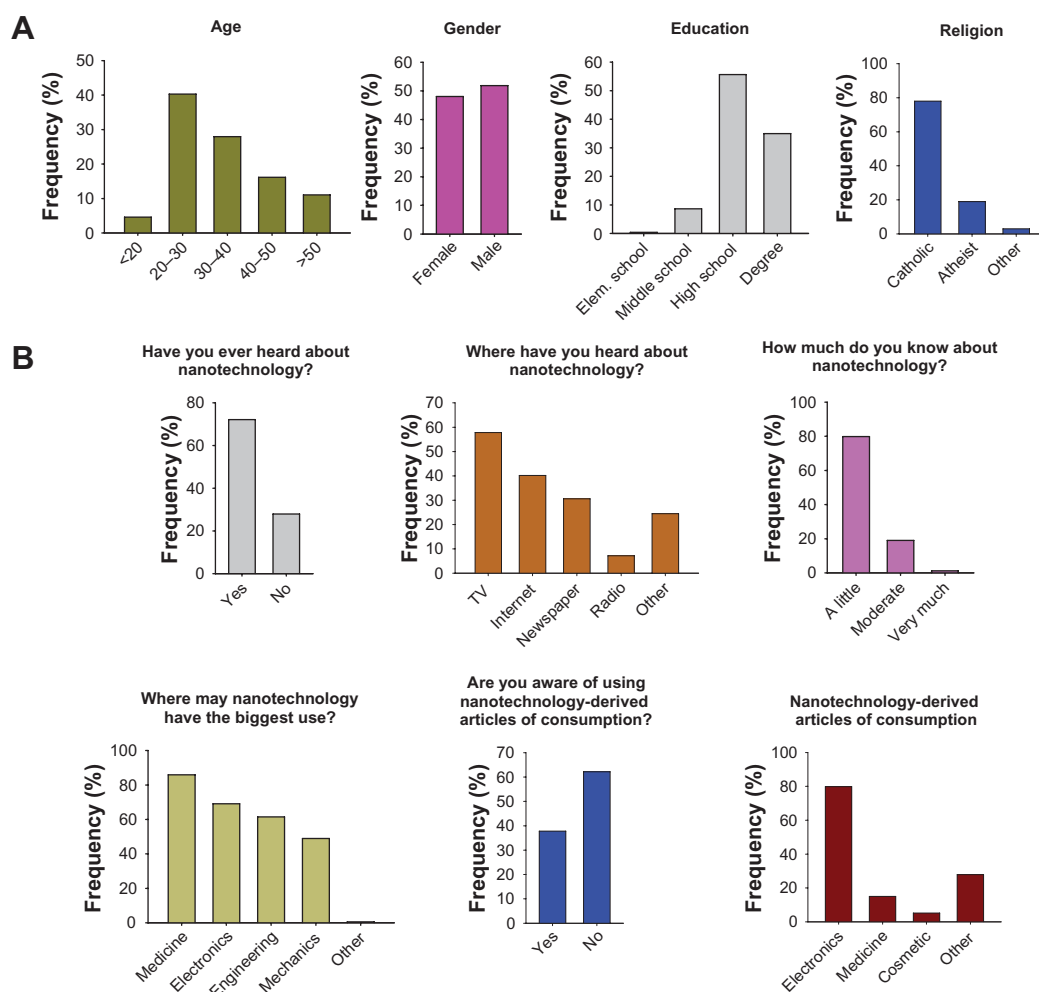 A
Age
Gender
Education
Religion
Frequency (%)
50
40
30
20
10
0
<20
20–30
30–40
40–50
>50
Frequency (%)
60
50
40
30
20
10
0
Female
Male
Frequency (%)
60
50
40
30
20
10
0
Elem. school
Middle school
High school
Degree
Frequency (%)
100
80
60
40
20
0
Catholic
Atheist
Other
B
Have you ever heard about
nanotechnology?
Frequency (%)
80
60
40
20
0
Yes
No
Where have you heard about
nanotechnology?
Frequency (%)
70
60
50
40
30
20
10
0
TV
Internet
Newspaper
Radio
Other
How much do you know about
nanotechnology?
Frequency (%)
100
80
60
40
20
0
A little
Moderate
Very much
Where may nanotechnology
have the biggest use?
Frequency (%)
100
80
60
40
20
0
Medicine
Electronics
Engineering
Mechanics
Other
Are you aware of using
nanotechnology-derived
articles of consumption?
Frequency (%)
70
60
50
40
30
20
10
0
Yes
No
Nanotechnology-derived
articles of consumption
Frequency (%)
100
80
60
40
20
0
Electronics
Medicine
Cosmetic
Other